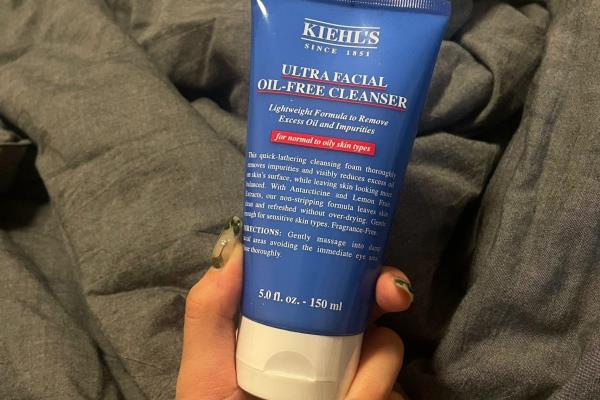 KIEHL'S
SINCE 1851
ULTRA FACIAL
OIL-FREE CLEANSER
Lightweight Formula to Remove
Excess Oil and Impurities
for normal to oily skin types
This quick-lathering cleansing foam thoroughly
removes impurities and visibly reduces excess oil
on skin's surface, while leaving skin looking more
balanced. With Antarcticine and Lemon Fruit
Extracts, our non-stripping formula leaves skin
and refreshed without over-drying. Gentle
enough for sensitive skin types. Fragrance-Free.
DIRECTIONS: Gently massage into damp
facial areas avoiding the immediate eye area.
thoroughly.
5.0 fl. oz. - 150 ml